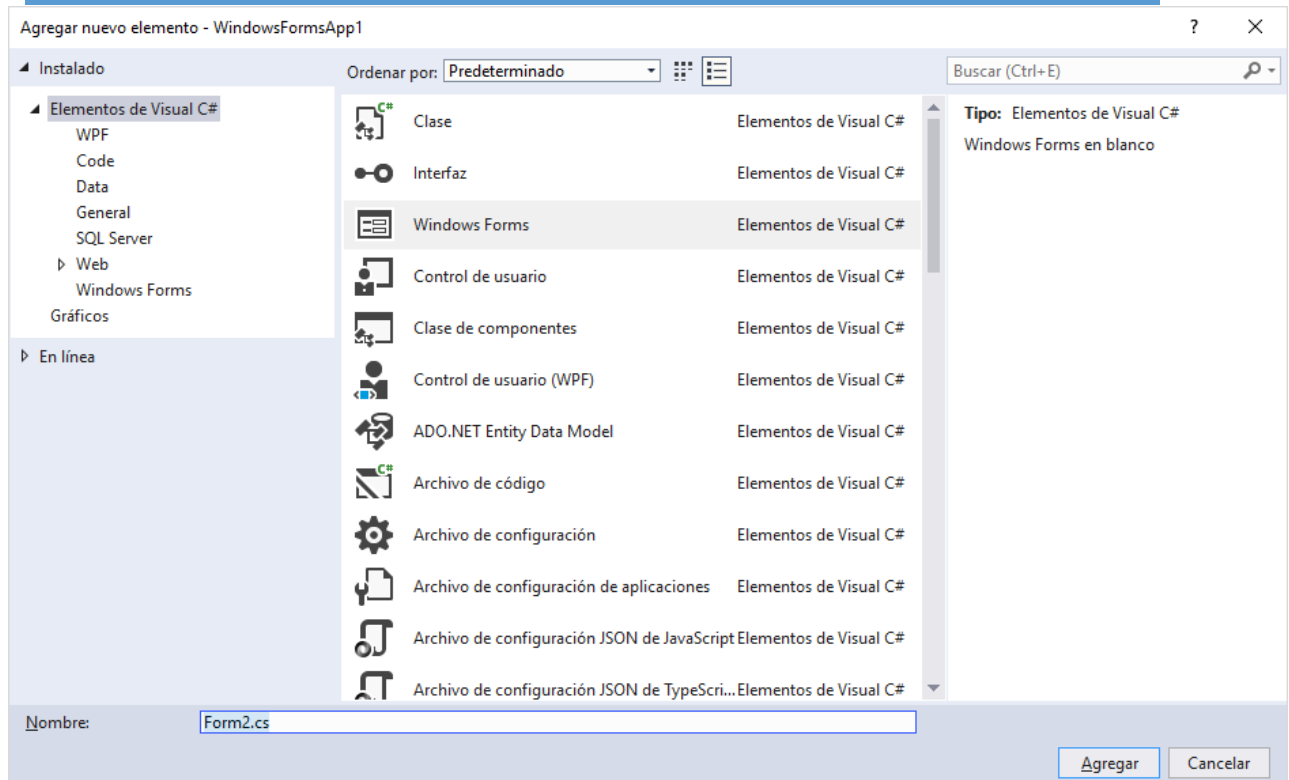 Agregar nuevo elemento - WindowsFormsApp1 ?
Instalado
Ordenar por: Predeterminado
Buscar (Ctrl+E)
Elementos de Visual C#
WPF
Code
Data
General
SQL Server
Web
Windows Forms
Gráficos
En línea
C# Clase Elementos de Visual C#
Interfaz Elementos de Visual C#
Windows Forms Elementos de Visual C#
Control de usuario Elementos de Visual C#
Clase de componentes Elementos de Visual C#
Control de usuario (WPF) Elementos de Visual C#
ADO.NET Entity Data Model Elementos de Visual C#
C# Archivo de código Elementos de Visual C#
Archivo de configuración Elementos de Visual C#
Archivo de configuración de aplicaciones Elementos de Visual C#
Archivo de configuración JSON de JavaScript Elementos de Visual C#
Archivo de configuración JSON de TypeScri... Elementos de Visual C#
Tipo: Elementos de Visual C#
Windows Forms en blanco
Nombre: Form2.cs
Agregar Cancelar